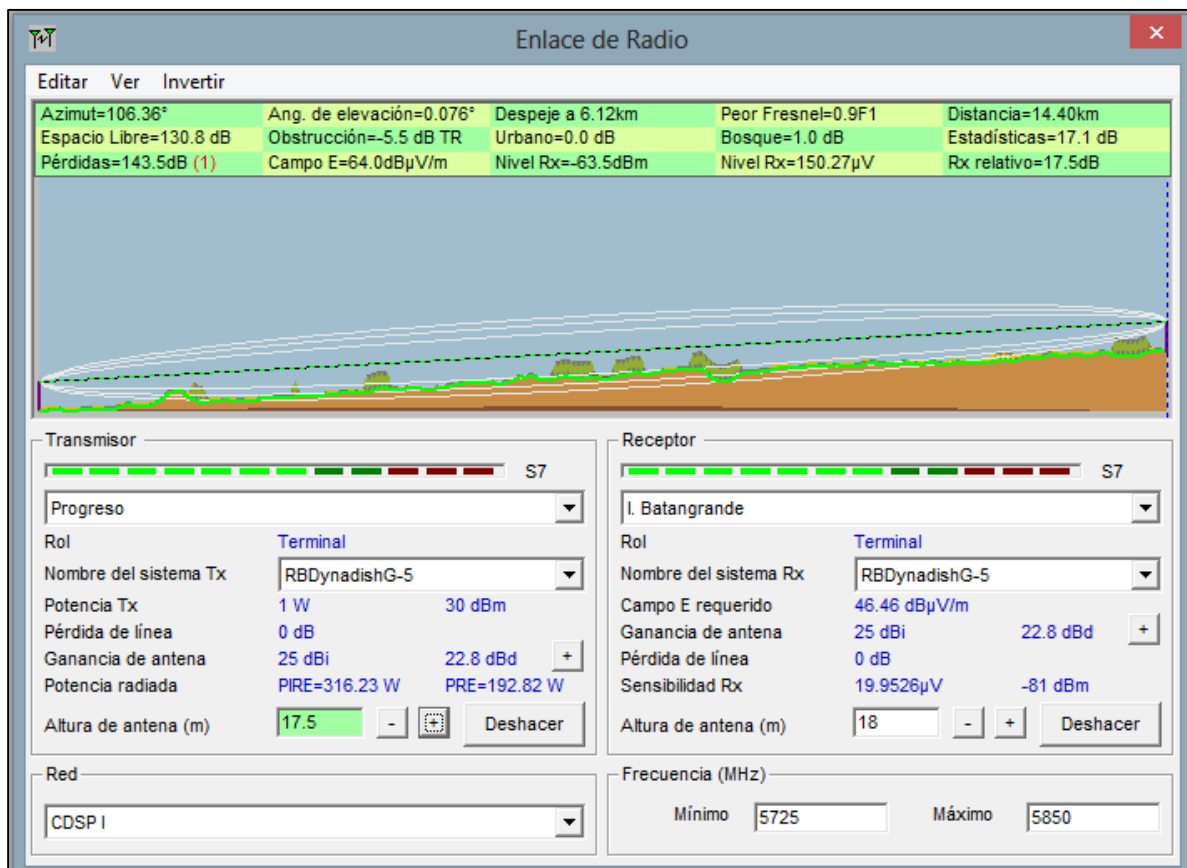 Enlace de Radio
Editar Ver Invertir
Azimut=106.36° Ang. de elevación=0.076° Despeje a 6.12km Peor Fresnel=0.9F1 Distancia=14.40km
Espacio Libre=130.8 dB Obstrucción=-5.5 dB TR Urbano=0.0 dB Bosque=1.0 dB Estadísticas=17.1 dB
Pérdidas=143.5dB (1) Campo E=64.0dBµV/m Nivel Rx=-63.5dBm Nivel Rx=150.27µV Rx relativo=17.5dB
Transmisor
S7
Progreso
Rol Terminal
Nombre del sistema Tx RBDynadishG-5
Potencia Tx 1 W 30 dBm
Pérdida de línea 0 dB
Ganancia de antena 25 dBi 22.8 dBd +
Potencia radiada PIRE=316.23 W PRE=192.82 W
Altura de antena (m) 17.5 - + Deshacer
Receptor
S7
I. Batangrande
Rol Terminal
Nombre del sistema Rx RBDynadishG-5
Campo E requerido 46.46 dBµV/m
Ganancia de antena 25 dBi 22.8 dBd +
Pérdida de línea 0 dB
Sensibilidad Rx 19.9526µV -81 dBm
Altura de antena (m) 18 - + Deshacer
Red
CDSP I
Frecuencia (MHz)
Mínimo 5725 Máximo 5850